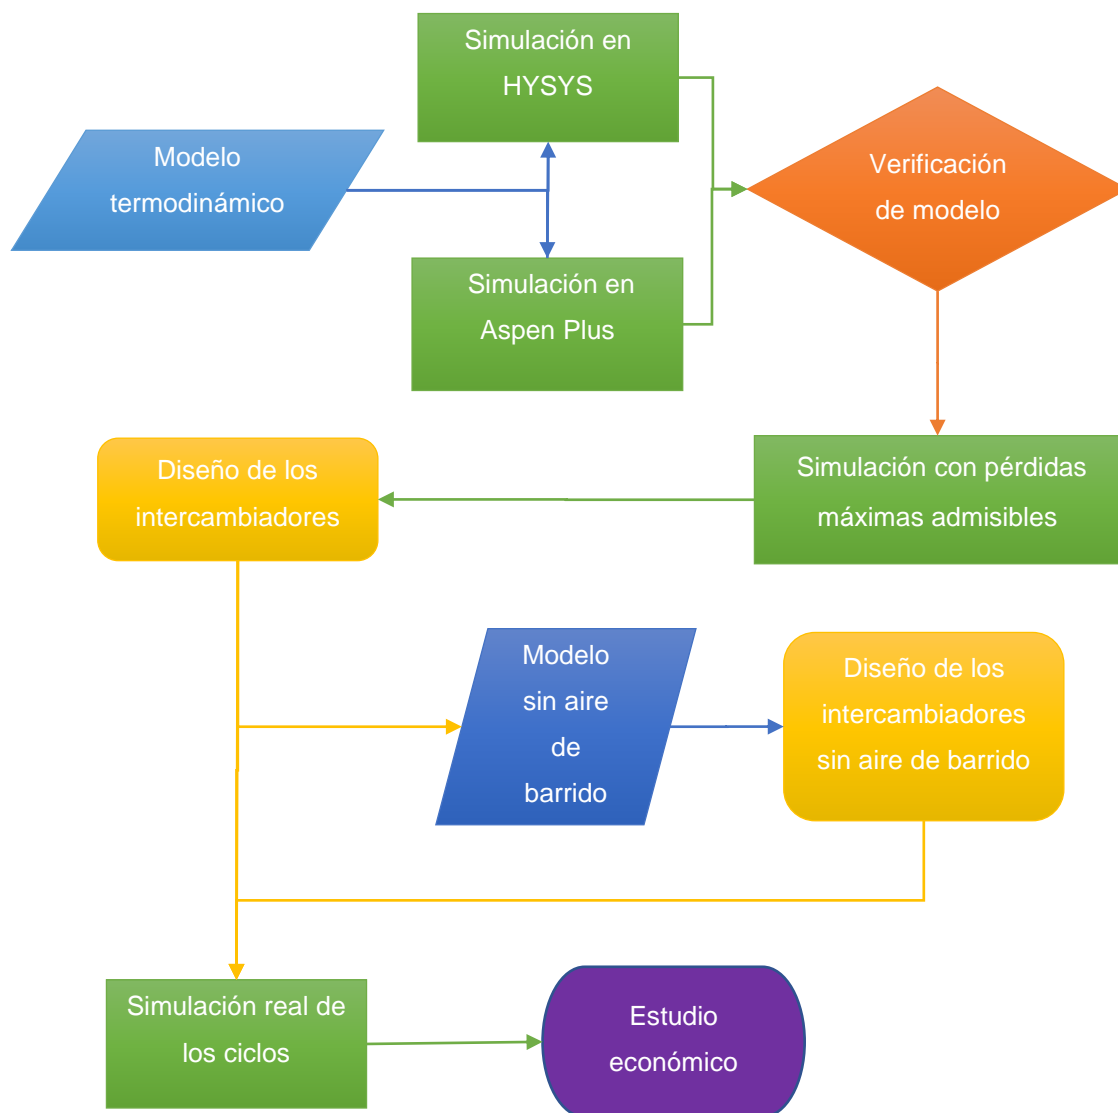 Simulación en
HYSYS
Modelo
termodinámico
Verificación
de modelo
Simulación en
Aspen Plus
Simulación con pérdidas
máximas admisibles
Diseño de los
intercambiadores
Modelo
sin aire
de
barrido
Diseño de los
intercambiadores
sin aire de barrido
Simulación real de
los ciclos
Estudio
económico